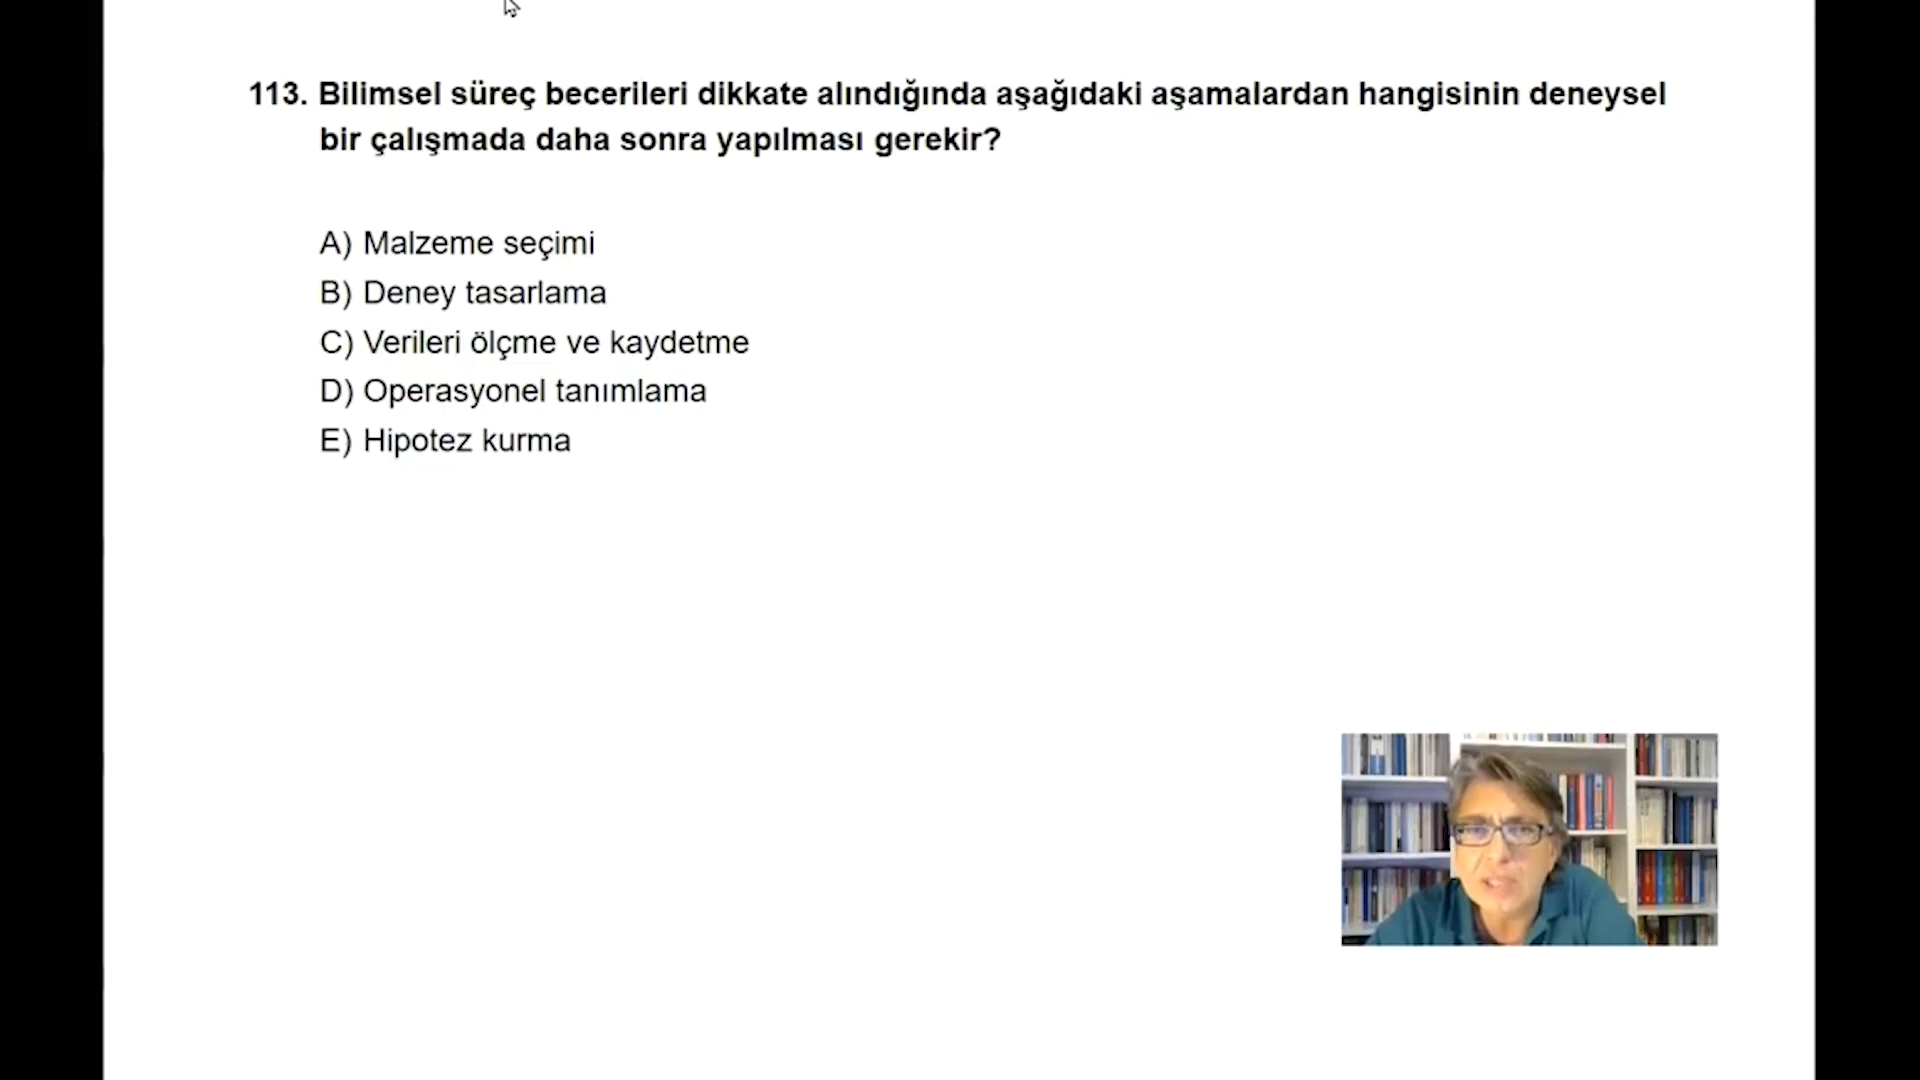 113. Bilimsel süreç becerileri dikkate alındığında aşağıdaki aşamalardan hangisinin deneysel
bir çalışmada daha sonra yapılması gerekir?
A) Malzeme seçimi
B) Deney tasarlama
C) Verileri ölçme ve kaydetme
D) Operasyonel tanımlama
E) Hipotez kurma